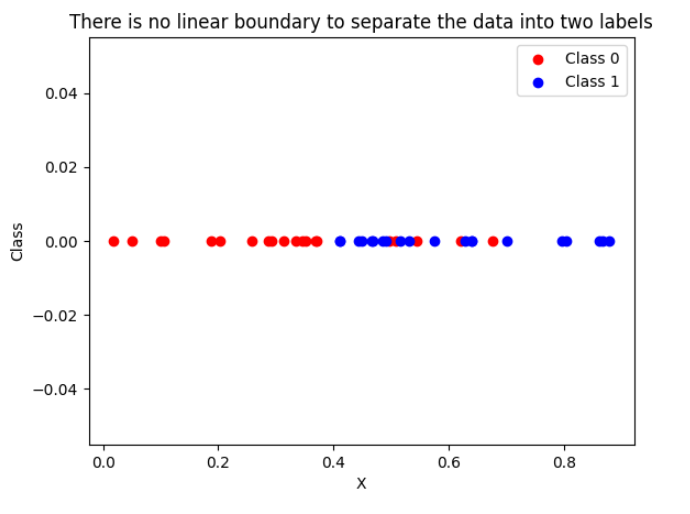 There is no linear boundary to separate the data into two labels
Class 0
Class 1
0.04
0.02
0.00
−0.02
−0.04
Class
0.0 0.2 0.4 0.6 0.8
X